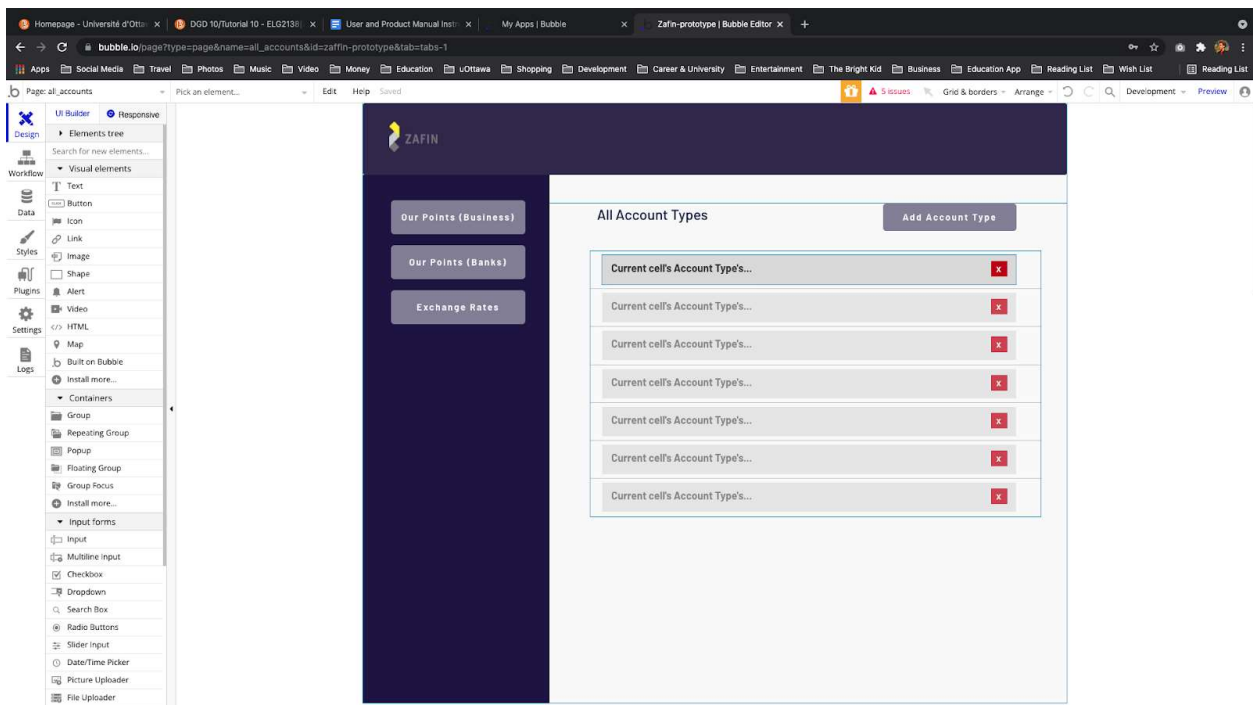 Homepage - Université d'Otta
DGD 10/Tutorial 10 - ELG2138
User and Product Manual Instr
My Apps | Bubble
Zafin-prototype | Bubble Editor
bubble.io/page?type=page&name=all_accounts&id=zaffin-prototype&tab=tabs-1
Apps Social Media Travel Photos Music Video Money Education uOttawa Shopping Development Career & University Entertainment The Bright Kid Business Education App Reading List Wish List Reading List
Page: all_accounts Pick an element... Edit Help Saved 5 issues Grid & borders Arrange Development Preview
Design
Workflow
Data
Styles
Plugins
Settings
Logs
UI Builder Responsive
Elements tree
Search for new elements...
Visual elements
Text
Button
Icon
Link
Image
Shape
Alert
Video
</> HTML
Map
Built on Bubble
Install more...
Containers
Group
Repeating Group
Popup
Floating Group
Group Focus
Install more...
Input forms
Input
Multiline Input
Checkbox
Dropdown
Search Box
Radio Buttons
Slider Input
Date/Time Picker
Picture Uploader
File Uploader
ZAFIN
Our Points (Business)
Our Points (Banks)
Exchange Rates
All Account Types
Add Account Type
Current cell's Account Type's... x
Current cell's Account Type's... x
Current cell's Account Type's... x
Current cell's Account Type's... x
Current cell's Account Type's... x
Current cell's Account Type's... x
Current cell's Account Type's... x